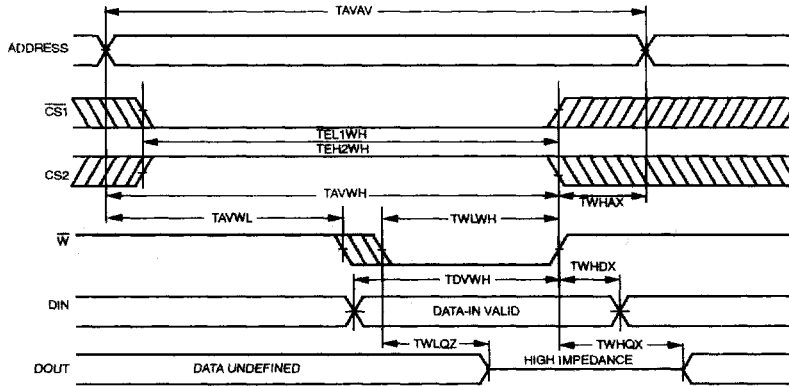 TAVAV
ADDRESS
CS1
TEL1WH
TEH2WH
CS2
TAVWH
TWHAX
TAVWL
TWLWH
W
TDVWH
TWHDX
DIN
DATA-IN VALID
TWLQZ
TWHQX
DOUT
DATA UNDEFINED
HIGH IMPEDANCE